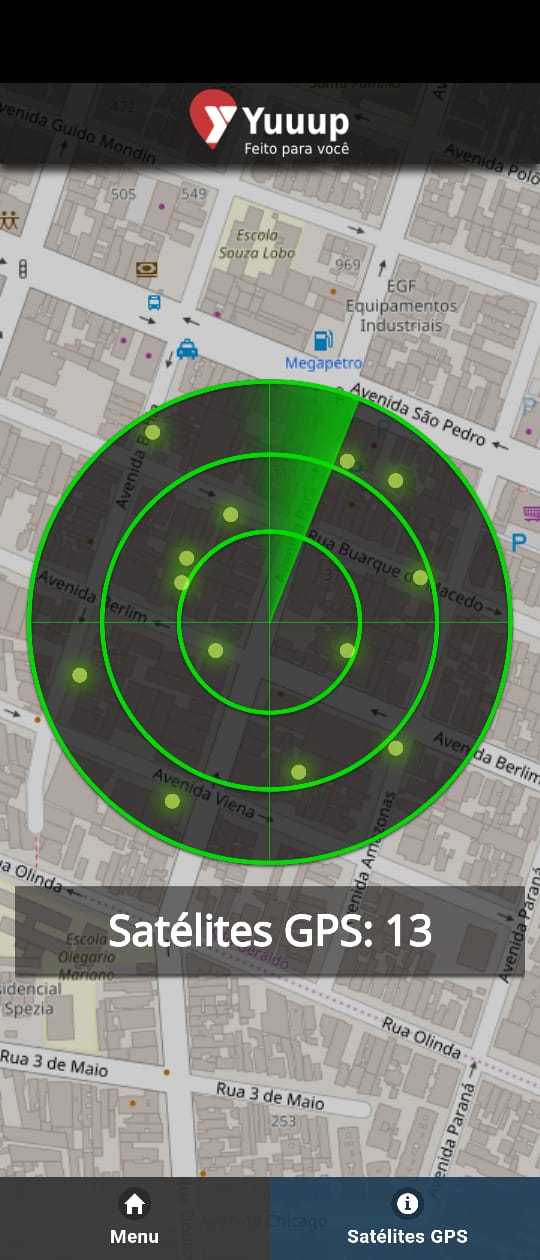 472
Avenida Guido Mondin
Yuuup
Feito para você
Avenida Polô
505
549
Escola
Souza Lobo
969
EGF
Equipamentos
Industriais
Megapetro
Avenida São Pedro
P
Rua Buarque de Macedo
Avenida Berlim
Avenida Berlim
Avenida Viena
Avenida Amazonas
Avenida Paraná
Rua Olinda
Satélites GPS: 13
Escola
Olegario
Mariano
Spezia
Rua Olinda
Rua 3 de Maio
Rua 3 de Maio
253
Avenida Paraná
Avenida Chicago
Menu
Satélites GPS